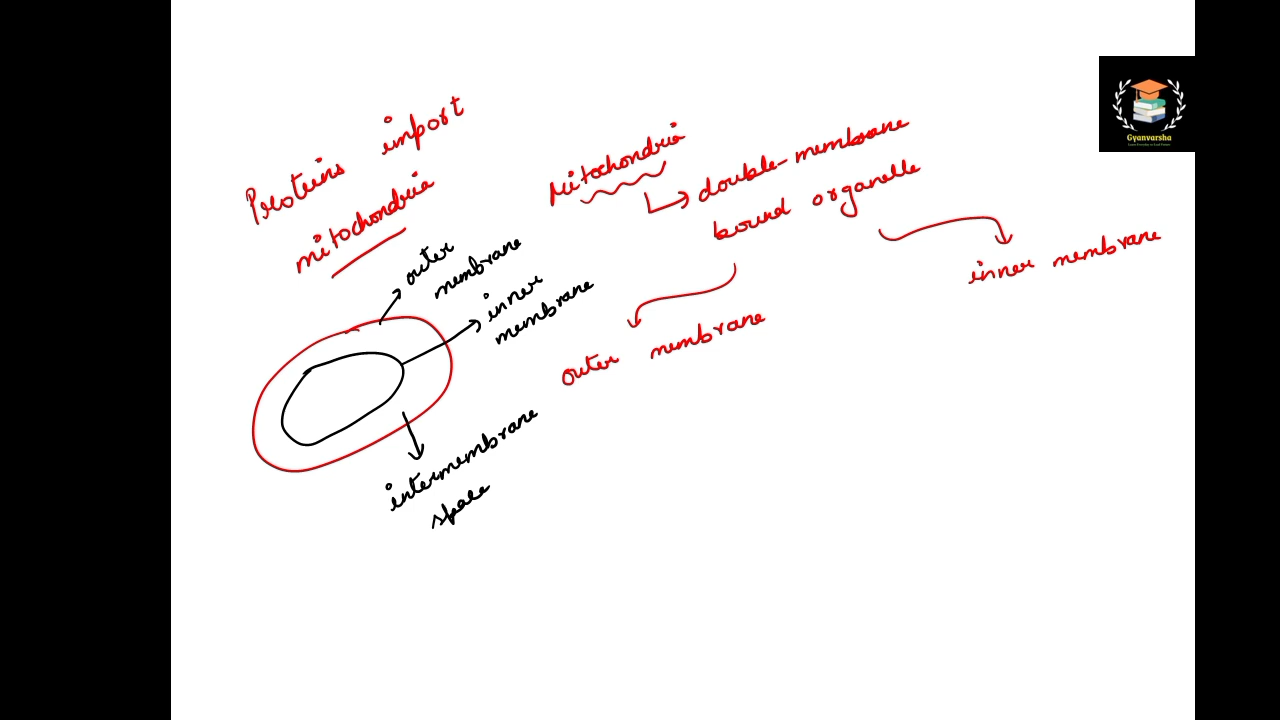 Proteins import
mitochondria
Mitochondria
double-membrane
bound organelle
outer membrane
inner membrane
outer
membrane
inner
membrane
intermembrane
space
Gyanvarsha